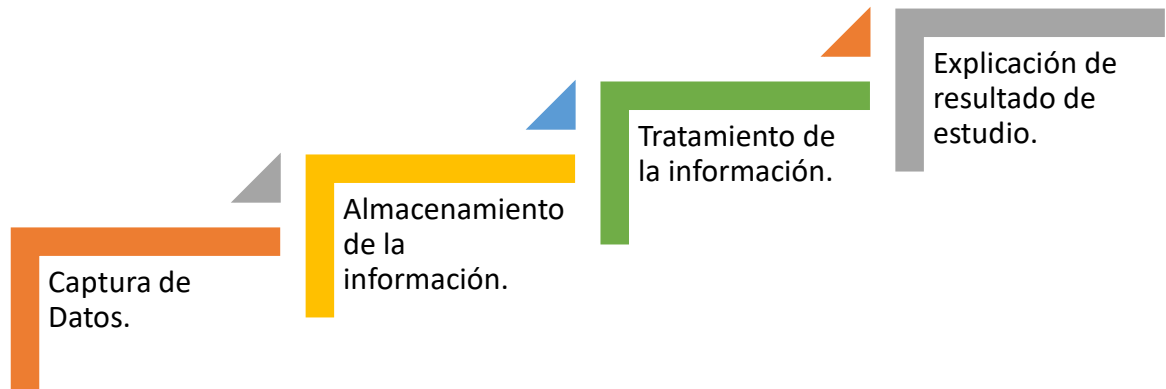 Captura de
Datos.
Almacenamiento
de la
información.
Tratamiento de
la información.
Explicación de
resultado de
estudio.